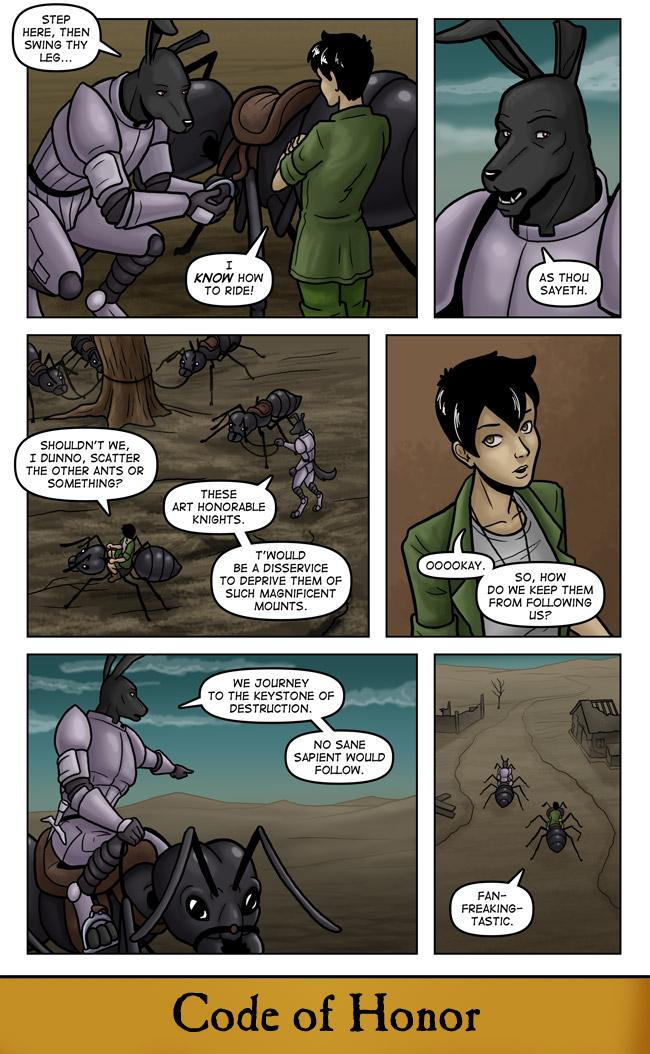 STEP
HERE, THEN
SWING THY
LEG...
I
KNOW HOW
TO RIDE!
AS THOU
SAYETH.
SHOULDN'T WE,
I DUNNO, SCATTER
THE OTHER ANTS OR
SOMETHING?
THESE
ART HONORABLE
KNIGHTS.
T'WOULD
BE A DISSERVICE
TO DEPRIVE THEM OF
SUCH MAGNIFICENT
MOUNTS.
OOOOKAY.
SO, HOW
DO WE KEEP THEM
FROM FOLLOWING
US?
WE JOURNEY
TO THE KEYSTONE OF
DESTRUCTION.
NO SANE
SAPIENT WOULD
FOLLOW.
FAN-
FREAKING-
TASTIC.
Code of Honor